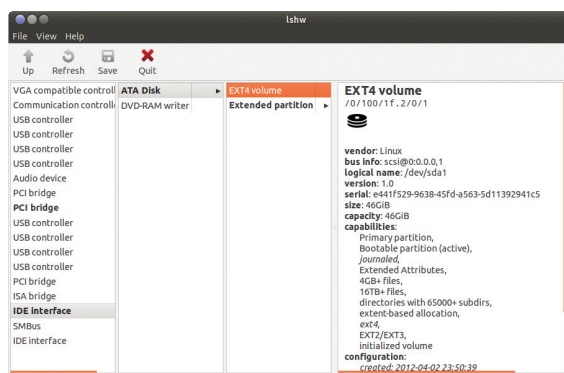 lshw
File View Help
Up Refresh Save Quit
VGA compatible controll
Communication controlle
USB controller
USB controller
USB controller
USB controller
Audio device
PCI bridge
PCI bridge
USB controller
USB controller
USB controller
USB controller
PCI bridge
ISA bridge
IDE interface
SMBus
IDE interface
ATA Disk
DVD-RAM writer
EXT4 volume
Extended partition
EXT4 volume
/0/100/1f.2/0/1
vendor: Linux
bus info: scsi@0:0.0.0,1
logical name: /dev/sda1
version: 1.0
serial: e441f529-9638-45fd-a563-5d11392941c5
size: 46GiB
capacity: 46GiB
capabilities:
Primary partition,
Bootable partition (active),
journaled,
Extended Attributes,
4GB+ files,
16TB+ files,
directories with 65000+ subdirs,
extent-based allocation,
ext4,
EXT2/EXT3,
initialized volume
configuration:
created: 2012-04-02 23:50:39